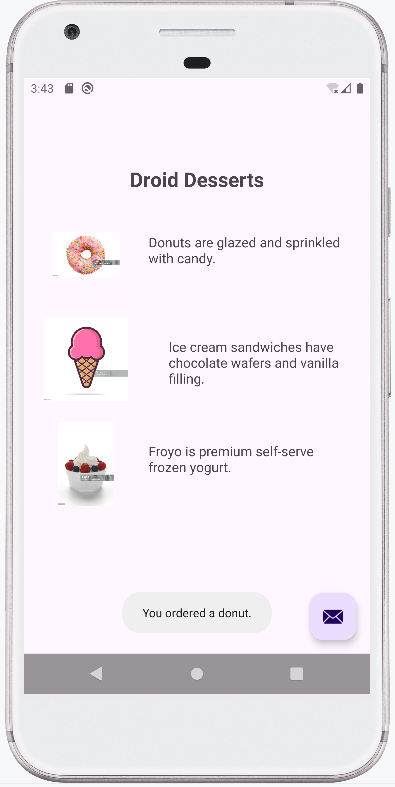 3:43
Droid Desserts
Donuts are glazed and sprinkled
with candy.
Ice cream sandwiches have
chocolate wafers and vanilla
filling.
Froyo is premium self-serve
frozen yogurt.
You ordered a donut.